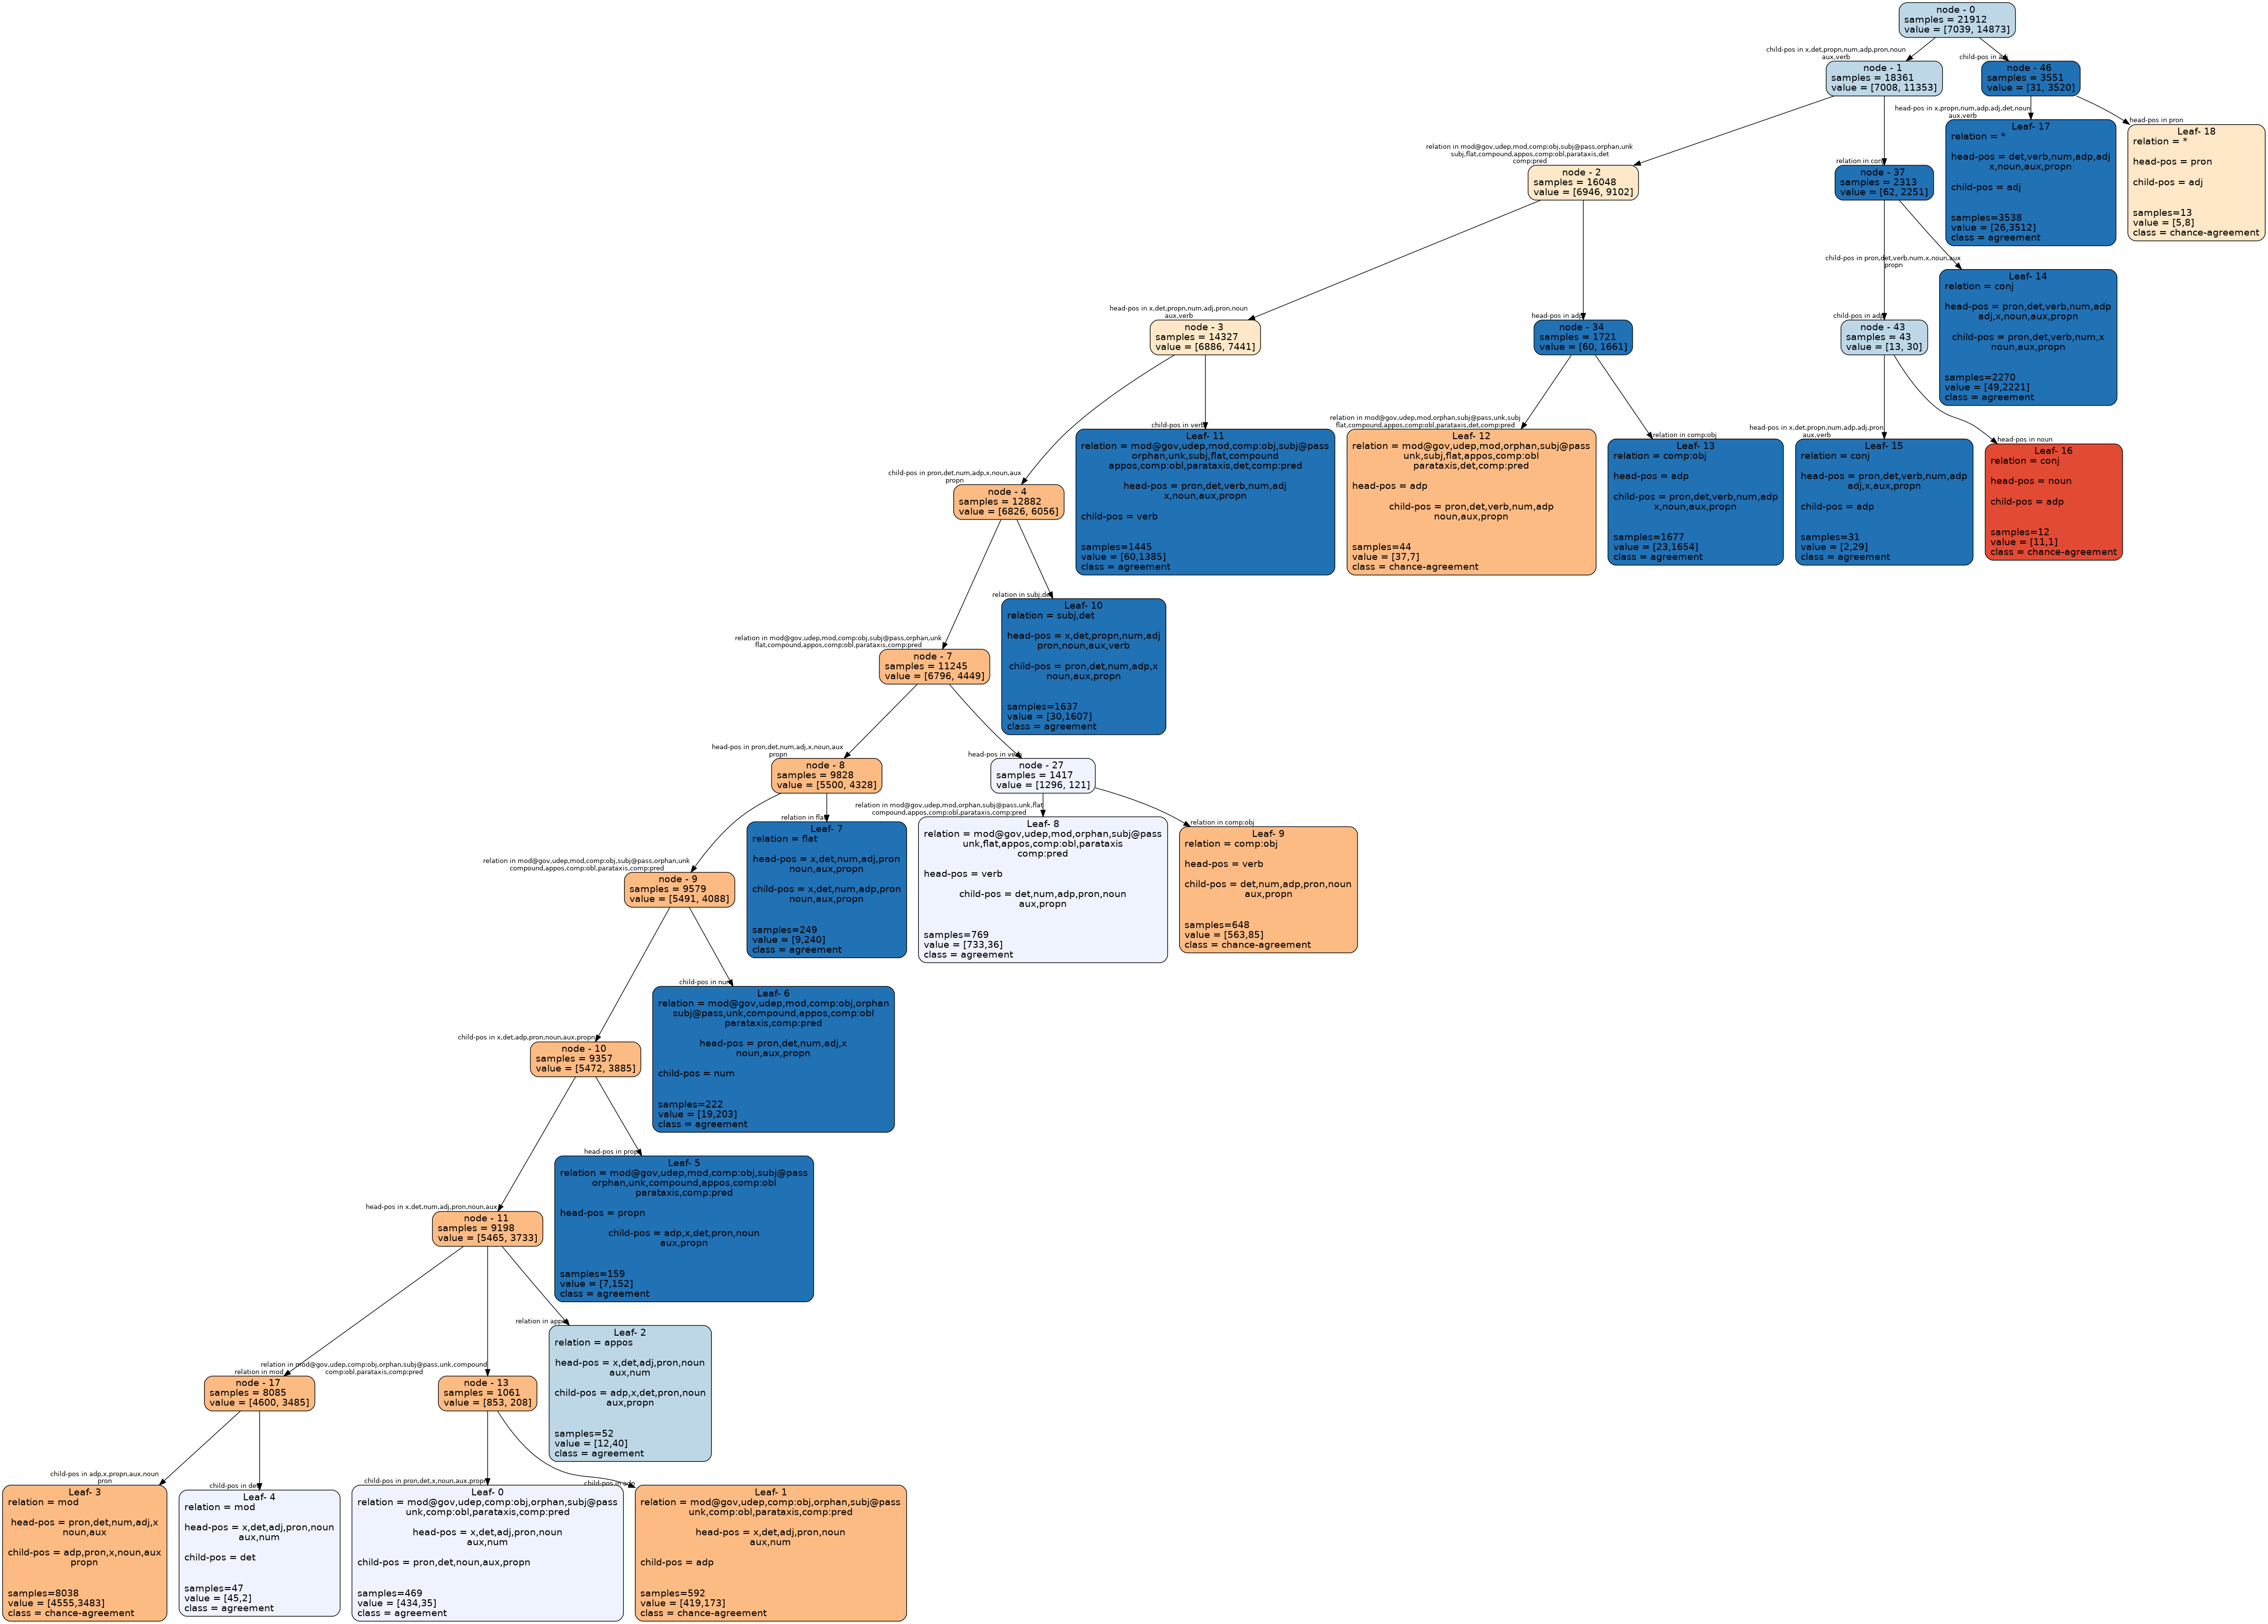 node - 0
samples = 21912
value = [7039, 14873]
child-pos in x,det,propn,num,adp,pron,noun
aux,verb
child-pos in
node - 1
samples = 18361
value = [7008, 11353]
node - 46
samples = 3551
value = [31, 3520]
head-pos in x,propn,num,adp,adj,det,noun
aux,verb
head-pos in pron
Leaf- 17
relation = *
head-pos = det,verb,num,adp,adj
x,noun,aux,propn
child-pos = adj
samples=3538
value = [26,3512]
class = agreement
Leaf- 18
relation = *
head-pos = pron
child-pos = adj
samples=13
value = [5,8]
class = chance-agreement
relation in mod@gov,udep,mod,comp:obj,subj@pass,orphan,unk
subj,flat,compound,appos,comp:obl,parataxis,det
comp:pred
relation in conj
node - 2
samples = 16048
value = [6946, 9102]
node - 37
samples = 2313
value = [62, 2251]
child-pos in pron,det,verb,num,x,noun,aux
propn
Leaf- 14
relation = conj
head-pos = pron,det,verb,num,adp
adj,x,noun,aux,propn
child-pos = pron,det,verb,num,x
noun,aux,propn
samples=2270
value = [49,2221]
class = agreement
head-pos in x,det,propn,num,adj,pron,noun
aux,verb
head-pos in adp
child-pos in adp
node - 3
samples = 14327
value = [6886, 7441]
node - 34
samples = 1721
value = [60, 1661]
node - 43
samples = 43
value = [13, 30]
child-pos in verb
relation in mod@gov,udep,mod,orphan,subj@pass,unk,subj
flat,compound,appos,comp:obl,parataxis,det,comp:pred
relation in comp:obj
head-pos in x,det,propn,num,adp,adj,pron
aux,verb
head-pos in noun
Leaf- 11
relation = mod@gov,udep,mod,comp:obj,subj@pass
orphan,unk,subj,flat,compound
appos,comp:obl,parataxis,det,comp:pred
head-pos = pron,det,verb,num,adj
x,noun,aux,propn
child-pos = verb
samples=1445
value = [60,1385]
class = agreement
Leaf- 12
relation = mod@gov,udep,mod,orphan,subj@pass
unk,subj,flat,appos,comp:obl
parataxis,det,comp:pred
head-pos = adp
child-pos = pron,det,verb,num,adp
noun,aux,propn
samples=44
value = [37,7]
class = chance-agreement
Leaf- 13
relation = comp:obj
head-pos = adp
child-pos = pron,det,verb,num,adp
x,noun,aux,propn
samples=1677
value = [23,1654]
class = agreement
Leaf- 15
relation = conj
head-pos = pron,det,verb,num,adp
adj,x,aux,propn
child-pos = adp
samples=31
value = [2,29]
class = agreement
Leaf- 16
relation = conj
head-pos = noun
child-pos = adp
samples=12
value = [11,1]
class = chance-agreement
child-pos in pron,det,num,adp,x,noun,aux
propn
node - 4
samples = 12882
value = [6826, 6056]
relation in subj,det
Leaf- 10
relation = subj,det
head-pos = x,det,propn,num,adj
pron,noun,aux,verb
child-pos = pron,det,num,adp,x
noun,aux,propn
samples=1637
value = [30,1607]
class = agreement
relation in mod@gov,udep,mod,comp:obj,subj@pass,orphan,unk
flat,compound,appos,comp:obl,parataxis,comp:pred
node - 7
samples = 11245
value = [6796, 4449]
head-pos in pron,det,num,adj,x,noun,aux
propn
head-pos in verb
node - 8
samples = 9828
value = [5500, 4328]
node - 27
samples = 1417
value = [1296, 121]
relation in flat
relation in mod@gov,udep,mod,orphan,subj@pass,unk,flat
compound,appos,comp:obl,parataxis,comp:pred
relation in comp:obj
Leaf- 7
relation = flat
head-pos = x,det,num,adj,pron
noun,aux,propn
child-pos = x,det,num,adp,pron
noun,aux,propn
samples=249
value = [9,240]
class = agreement
Leaf- 8
relation = mod@gov,udep,mod,orphan,subj@pass
unk,flat,appos,comp:obl,parataxis
comp:pred
head-pos = verb
child-pos = det,num,adp,pron,noun
aux,propn
samples=769
value = [733,36]
class = agreement
Leaf- 9
relation = comp:obj
head-pos = verb
child-pos = det,num,adp,pron,noun
aux,propn
samples=648
value = [563,85]
class = chance-agreement
relation in mod@gov,udep,mod,comp:obj,subj@pass,orphan,unk
compound,appos,comp:obl,parataxis,comp:pred
node - 9
samples = 9579
value = [5491, 4088]
child-pos in num
Leaf- 6
relation = mod@gov,udep,mod,comp:obj,orphan
subj@pass,unk,compound,appos,comp:obl
parataxis,comp:pred
head-pos = pron,det,num,adj,x
noun,aux,propn
child-pos = num
samples=222
value = [19,203]
class = agreement
child-pos in x,det,adp,pron,noun,aux,propn
node - 10
samples = 9357
value = [5472, 3885]
head-pos in propn
Leaf- 5
relation = mod@gov,udep,mod,comp:obj,subj@pass
orphan,unk,compound,appos,comp:obl
parataxis,comp:pred
head-pos = propn
child-pos = adp,x,det,pron,noun
aux,propn
samples=159
value = [7,152]
class = agreement
head-pos in x,det,num,adj,pron,noun,aux
node - 11
samples = 9198
value = [5465, 3733]
relation in appos
Leaf- 2
relation = appos
head-pos = x,det,adj,pron,noun
aux,num
child-pos = adp,x,det,pron,noun
aux,propn
samples=52
value = [12,40]
class = agreement
relation in mod
relation in mod@gov,udep,comp:obj,orphan,subj@pass,unk,compound
comp:obl,parataxis,comp:pred
node - 17
samples = 8085
value = [4600, 3485]
node - 13
samples = 1061
value = [853, 208]
child-pos in adp,x,propn,aux,noun
pron
child-pos in det
child-pos in pron,det,x,noun,aux,propn
child-pos in adp
Leaf- 3
relation = mod
head-pos = pron,det,num,adj,x
noun,aux
child-pos = adp,pron,x,noun,aux
propn
samples=8038
value = [4555,3483]
class = chance-agreement
Leaf- 4
relation = mod
head-pos = x,det,adj,pron,noun
aux,num
child-pos = det
samples=47
value = [45,2]
class = agreement
Leaf- 0
relation = mod@gov,udep,comp:obj,orphan,subj@pass
unk,comp:obl,parataxis,comp:pred
head-pos = x,det,adj,pron,noun
aux,num
child-pos = pron,det,noun,aux,propn
samples=469
value = [434,35]
class = agreement
Leaf- 1
relation = mod@gov,udep,comp:obj,orphan,subj@pass
unk,comp:obl,parataxis,comp:pred
head-pos = x,det,adj,pron,noun
aux,num
child-pos = adp
samples=592
value = [419,173]
class = chance-agreement